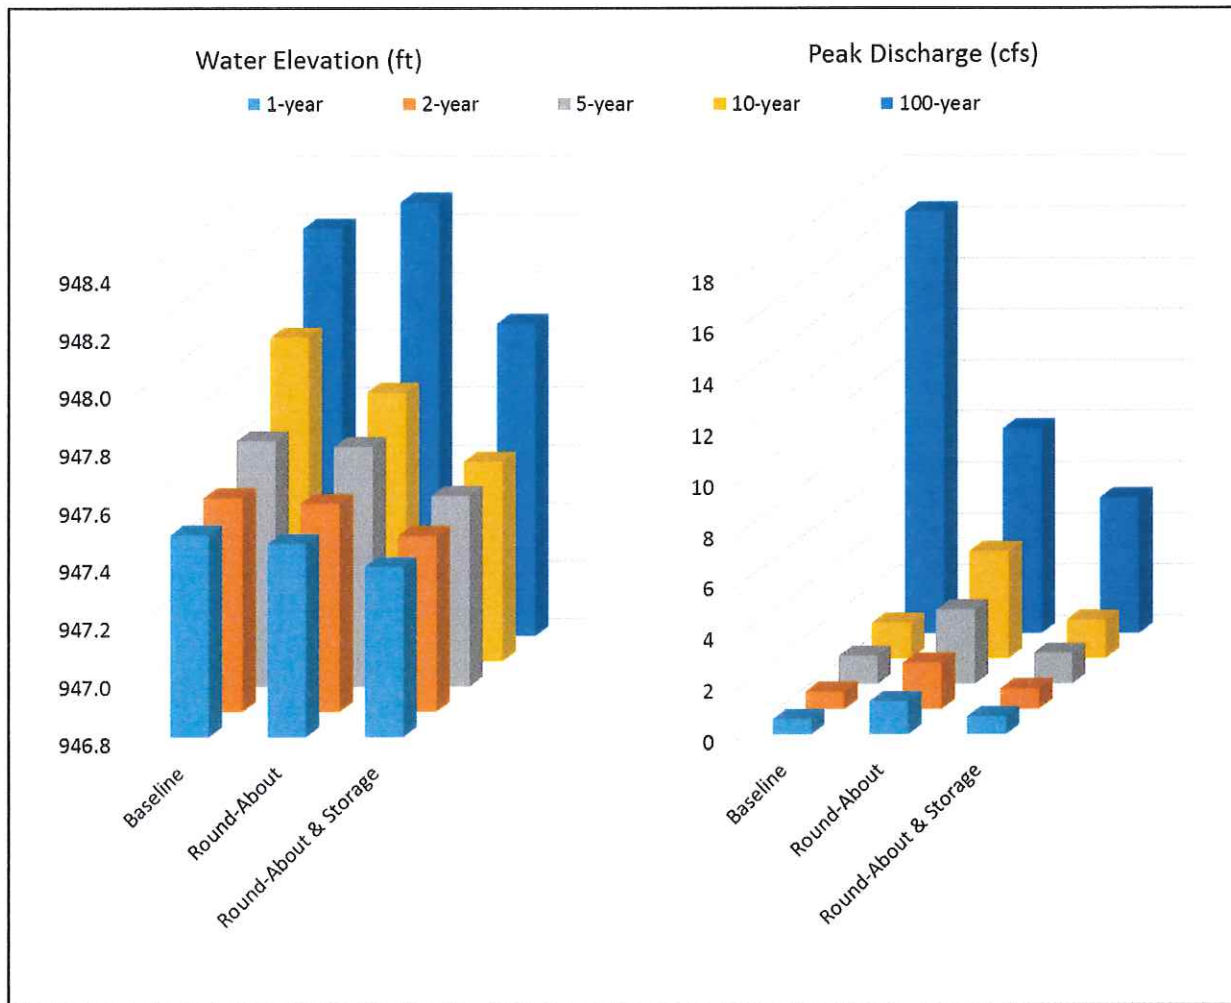 Water Elevation (ft)
Peak Discharge (cfs)
1-year
2-year
5-year
10-year
100-year
948.4
948.2
948.0
947.8
947.6
947.4
947.2
947.0
946.8
Baseline
Round-About
Round-About & Storage
18
16
14
12
10
8
6
4
2
0
Baseline
Round-About
Round-About & Storage